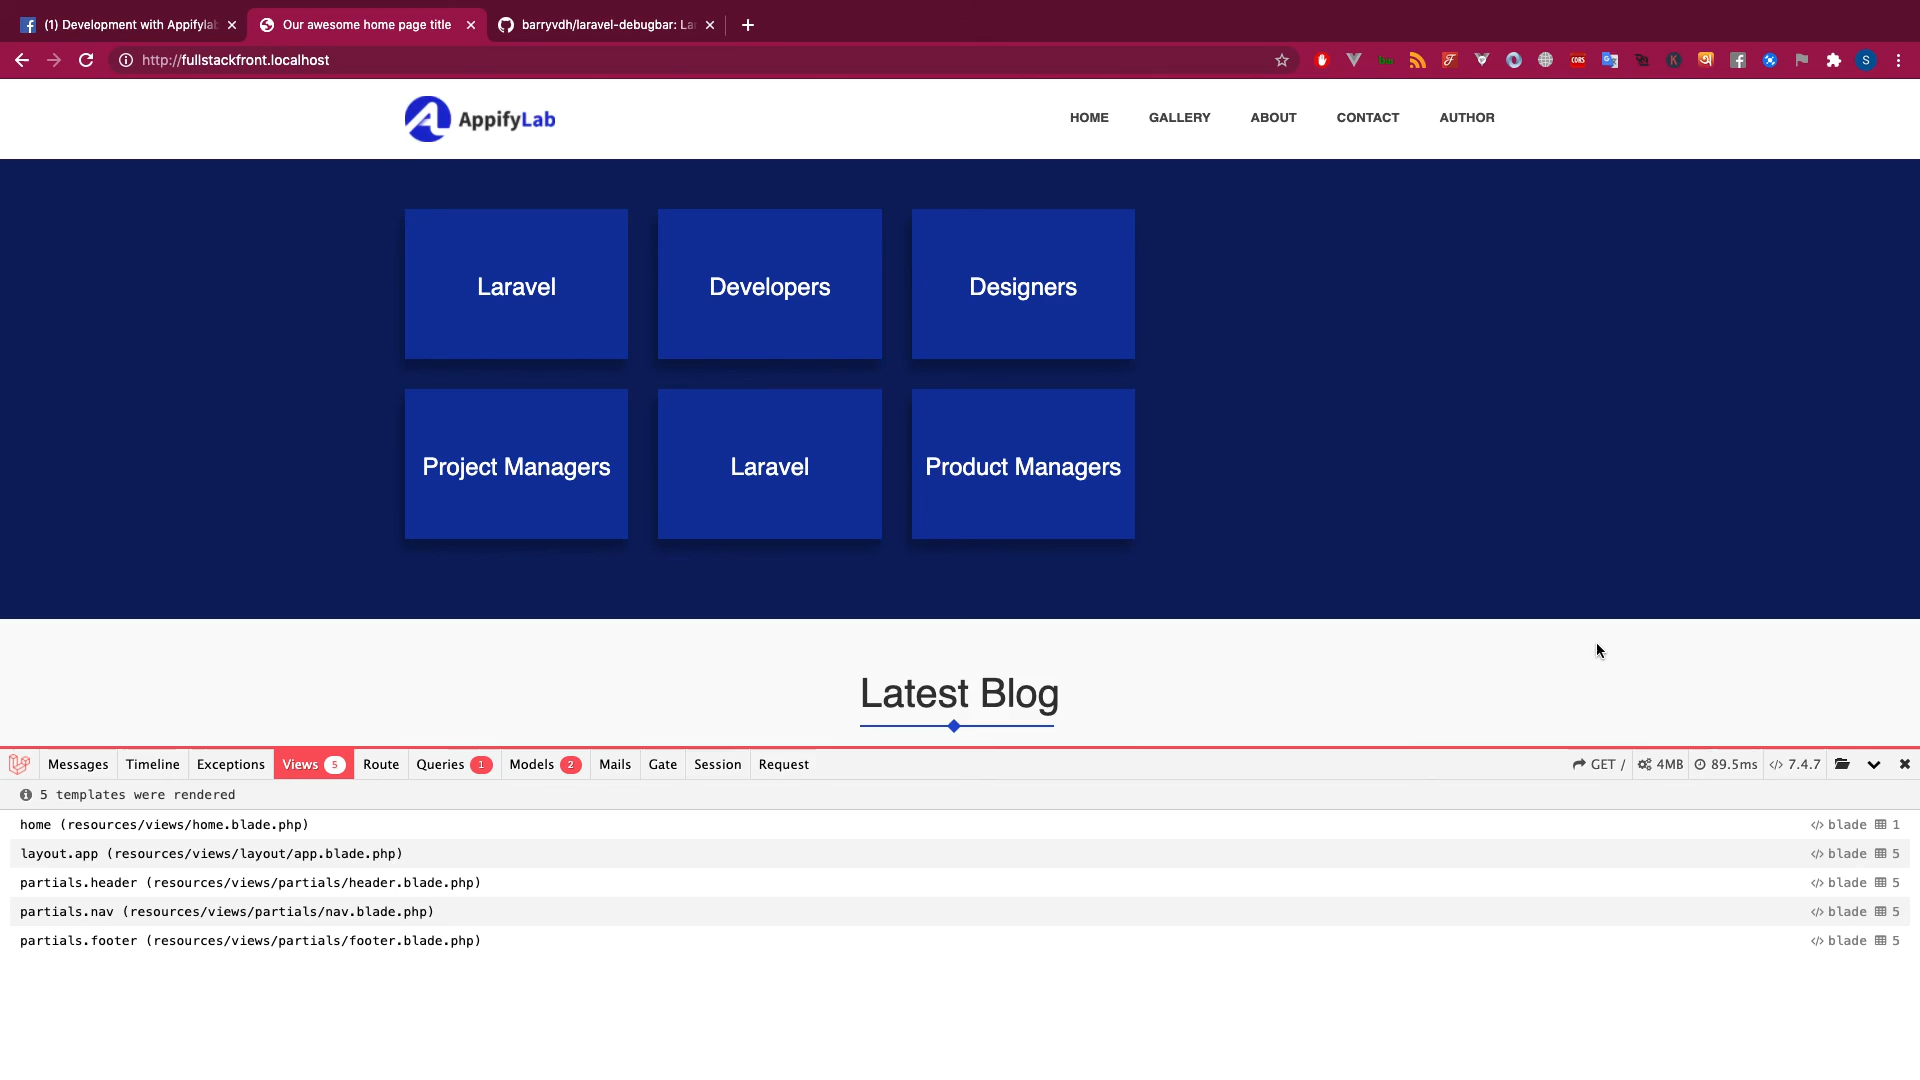 (1) Development with Appifylab
Our awesome home page title
barryvdh/laravel-debugbar: La
http://fullstackfront.localhost
CORS
S
AppifyLab
HOME GALLERY ABOUT CONTACT AUTHOR
Laravel Developers Designers
Project Managers Laravel Product Managers
Latest Blog
Messages Timeline Exceptions Views 5 Route Queries 1 Models 2 Mails Gate Session Request GET / 4MB 89.5ms 7.4.7
5 templates were rendered
home (resources/views/home.blade.php) blade 1
layout.app (resources/views/layout/app.blade.php) blade 5
partials.header (resources/views/partials/header.blade.php) blade 5
partials.nav (resources/views/partials/nav.blade.php) blade 5
partials.footer (resources/views/partials/footer.blade.php) blade 5